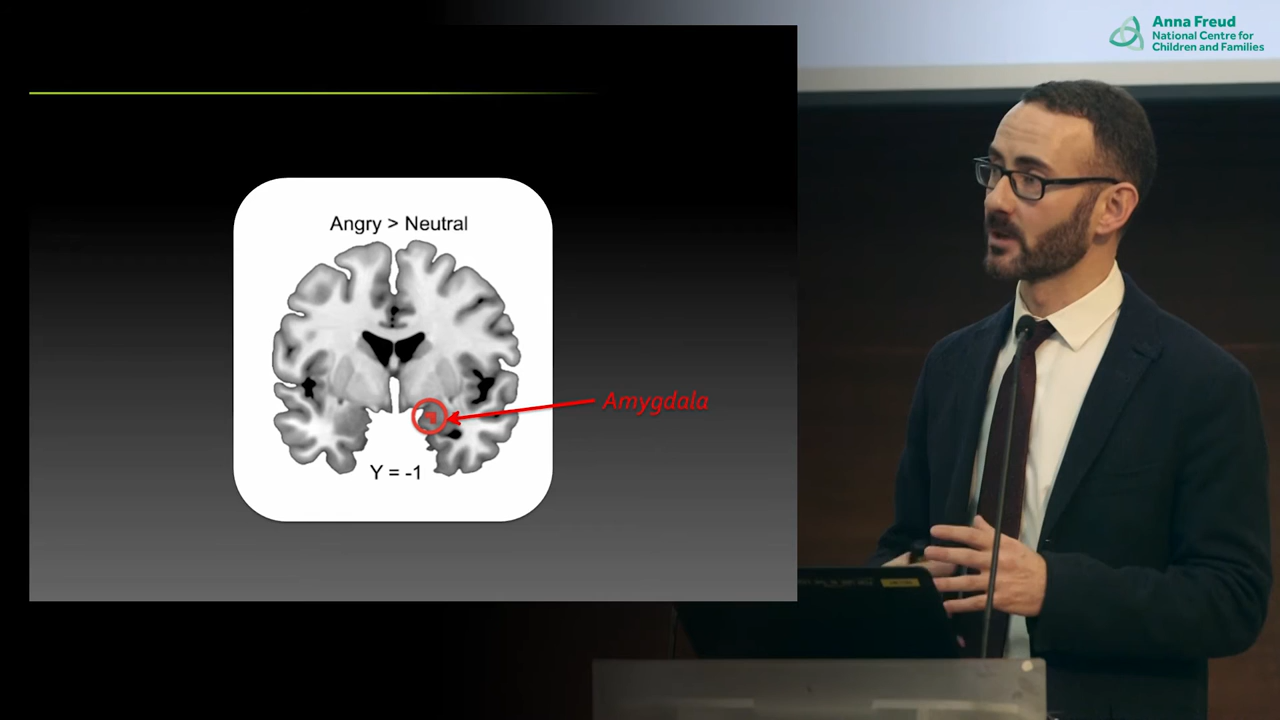 Anna Freud
National Centre for
Children and Families
Angry > Neutral
Amygdala
Y = -1